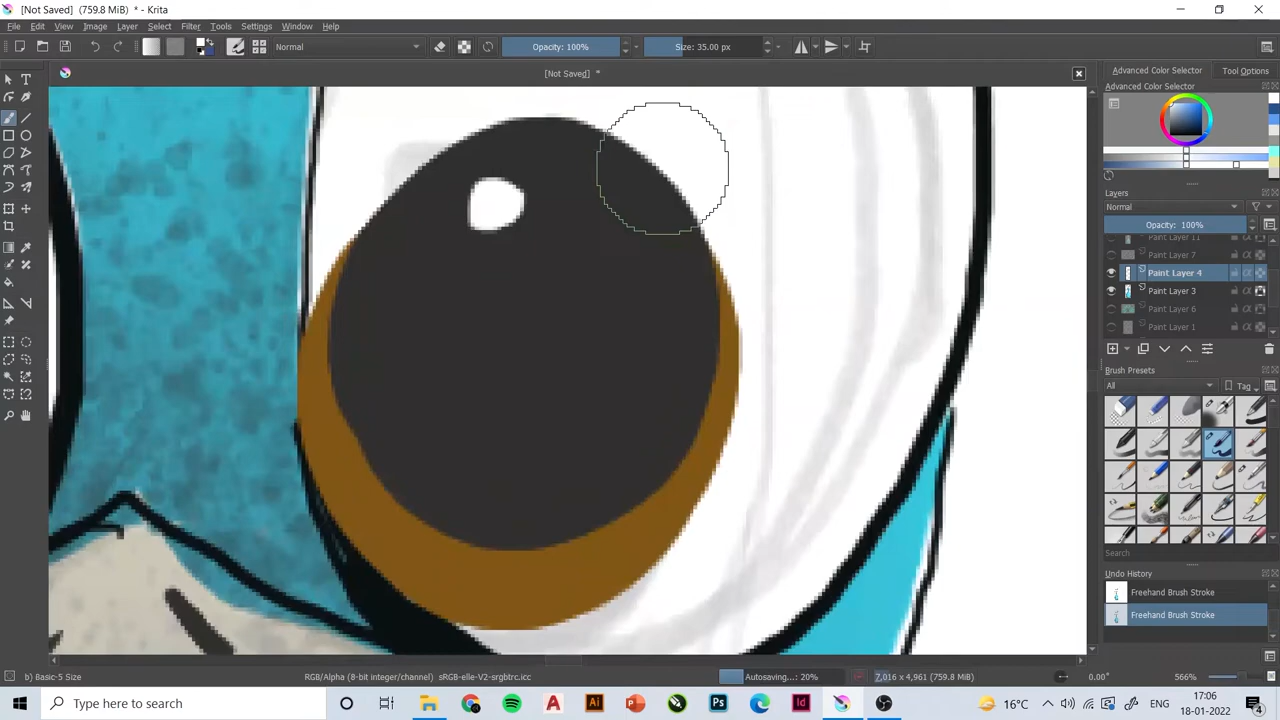 [Not Saved] (759.8 MiB) * - Krita
File Edit View Image Layer Select Filter Tools Settings Window Help
Normal
Opacity: 100%
Size: 35.00 px
[Not Saved] *
Advanced Color Selector
Tool Options
Advanced Color Selector
Layers
Normal
Opacity: 100%
Paint Layer 11
Paint Layer 7
Paint Layer 4
Paint Layer 3
Paint Layer 6
Paint Layer 1
Brush Presets
All
Tag
Search
Undo History
Freehand Brush Stroke
Freehand Brush Stroke
b) Basic-5 Size
RGB/Alpha (8-bit integer/channel) sRGB-elle-V2-srgbtrc.icc
Autosaving...: 20%
7,016 x 4,961 (759.8 MiB)
0.00°
566%
Type here to search
16°C
ENG
17:06
18-01-2022
4